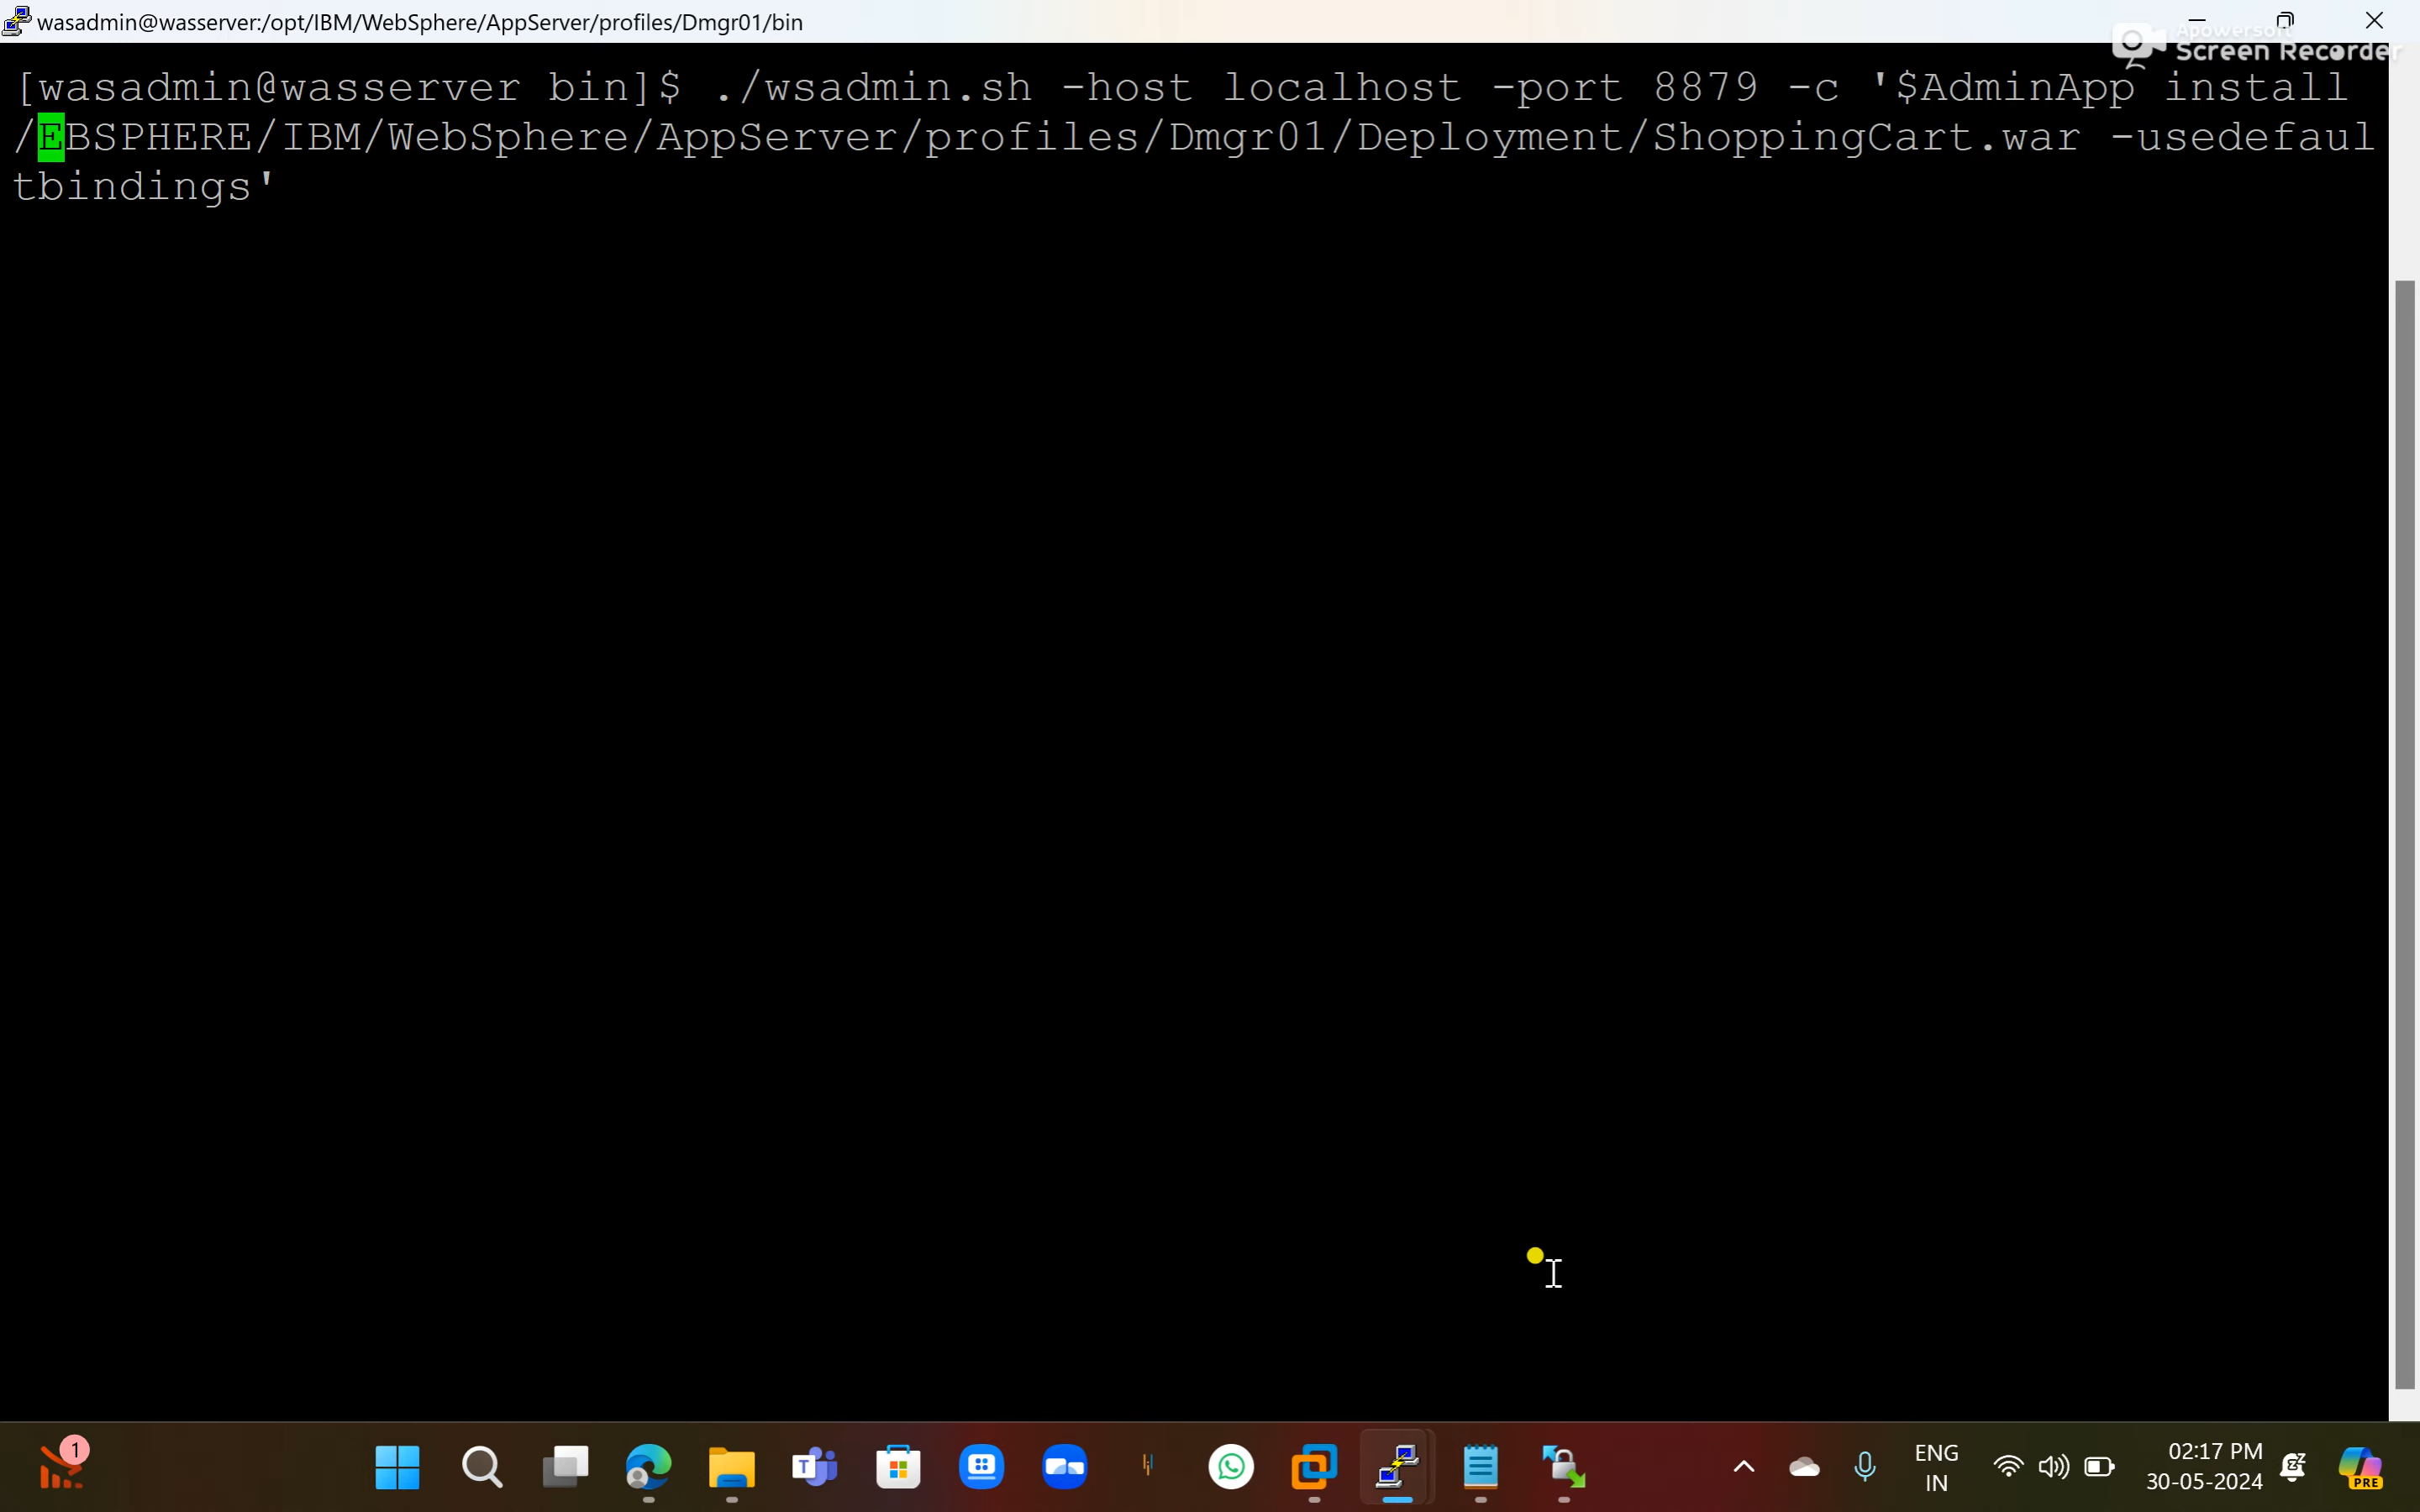 wasadmin@wasserver:/opt/IBM/WebSphere/AppServer/profiles/Dmgr01/bin
Apowersoft
Screen Recorder
[wasadmin@wasserver bin]$ ./wsadmin.sh -host localhost -port 8879 -c '$AdminApp install
/EBSPHERE/IBM/WebSphere/AppServer/profiles/Dmgr01/Deployment/ShoppingCart.war -usedefaul
tbindings'
1
T
ENG
IN
02:17 PM
30-05-2024
PRE